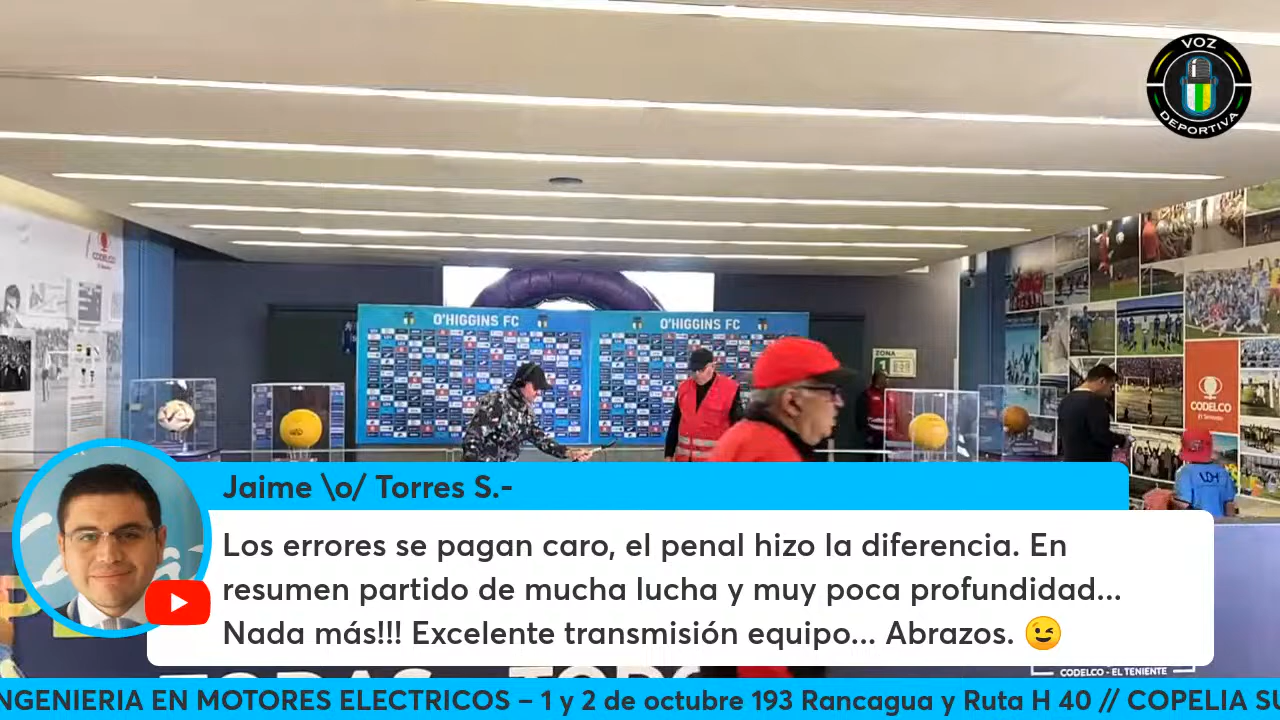 VOZ
DEPORTIVA
CODELCO
O'HIGGINS FC
O'HIGGINS FC
ZONA
CODELCO
El Teniente
Jaime \o/ Torres S.-
Los errores se pagan caro, el penal hizo la diferencia. En
resumen partido de mucha lucha y muy poca profundidad...
Nada más!!! Excelente transmisión equipo... Abrazos. 😉
CODELCO - EL TENIENTE
NGENIERIA EN MOTORES ELECTRICOS – 1 y 2 de octubre 193 Rancagua y Ruta H 40 // COPELIA SU